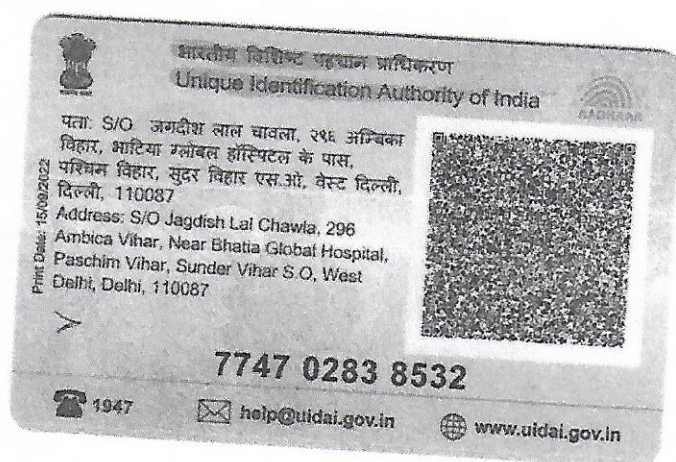 भारतीय विशिष्ट पहचान प्राधिकरण
Unique Identification Authority of India
AADHAAR
पता: S/O जगदीश लाल चावला, २९६ अम्बिका
विहार, भाटिया ग्लोबल हॉस्पिटल के पास,
पश्चिम विहार, सुंदर विहार एस.ओ, वेस्ट दिल्ली,
दिल्ली, 110087
Address: S/O Jagdish Lal Chawla, 296
Ambica Vihar, Near Bhatia Global Hospital,
Paschim Vihar, Sunder Vihar S.O, West
Delhi, Delhi, 110087
Print Date: 15/09/2022
7747 0283 8532
1947
help@uidai.gov.in
www.uidai.gov.in